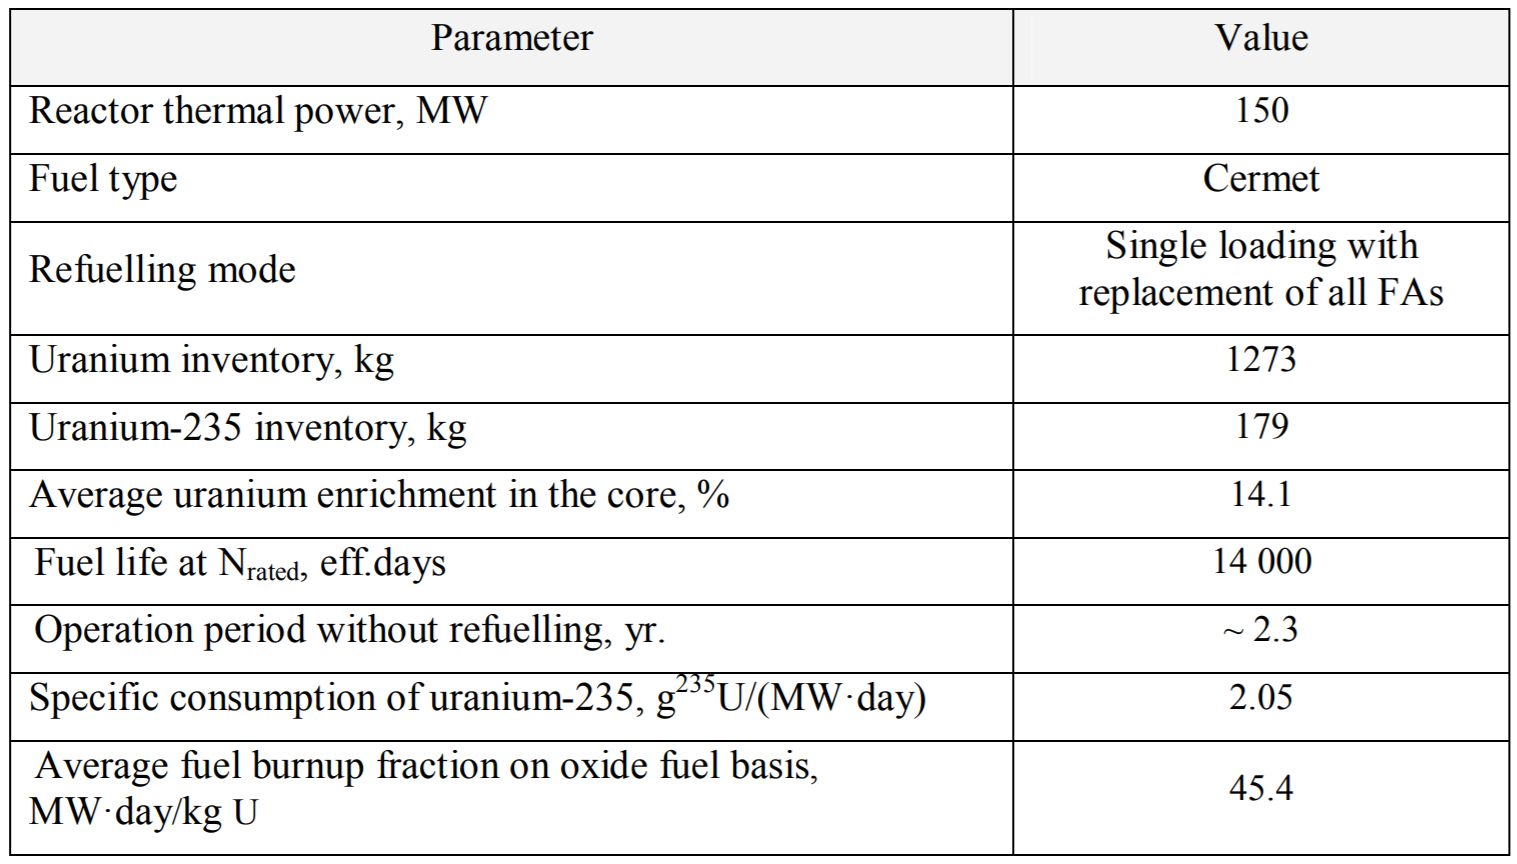 Parameter Value
Reactor thermal power, MW 150
Fuel type Cermet
Refuelling mode Single loading with
replacement of all FAs
Uranium inventory, kg 1273
Uranium-235 inventory, kg 179
Average uranium enrichment in the core, % 14.1
Fuel life at N_rated, eff.days 14 000
Operation period without refuelling, yr. ~ 2.3
Specific consumption of uranium-235, g²³⁵U/(MW·day) 2.05
Average fuel burnup fraction on oxide fuel basis,
MW·day/kg U 45.4